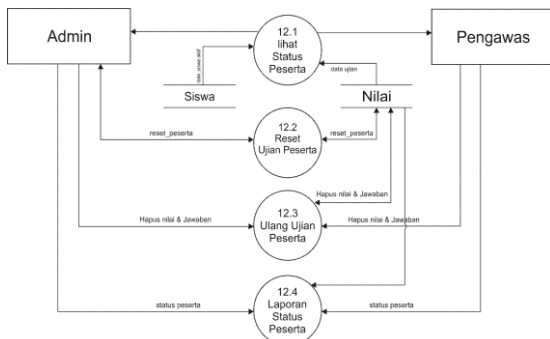 Admin
12.1
lihat
Status
Peserta
Pengawas
data ujian
Siswa
Nilai
reset_peserta
12.2
Reset
Ujian Peserta
reset_peserta
Hapus nilai & Jawaban
12.3
Ulang Ujian
Peserta
Hapus nilai & Jawaban
Hapus nilai & Jawaban
status peserta
12.4
Laporan
Status
Peserta
status peserta